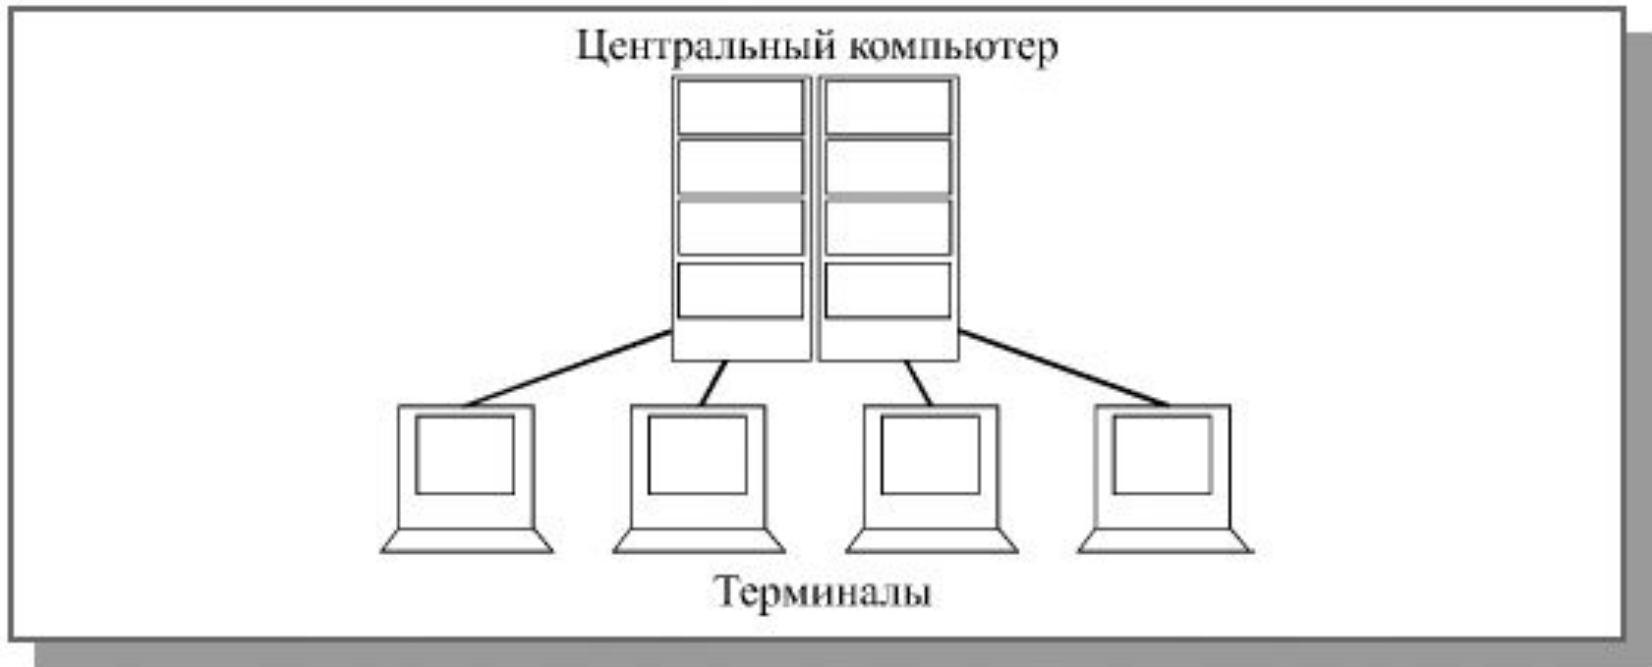 Центральный компьютер
Терминалы